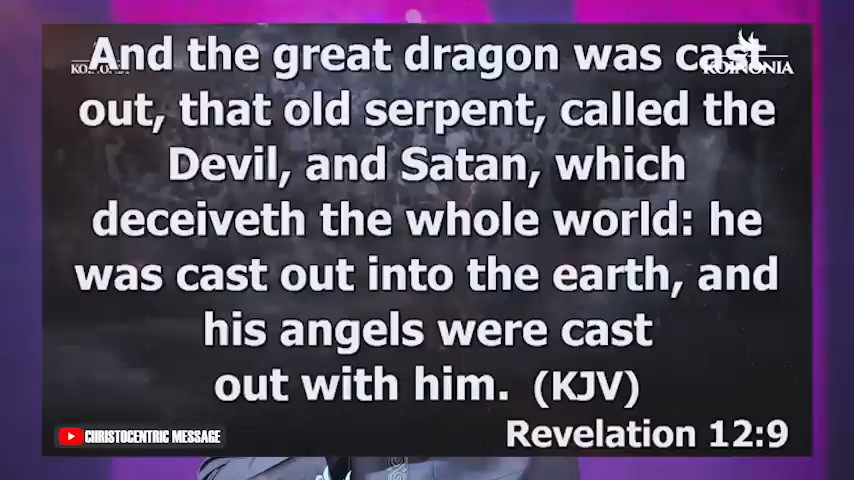 And the great dragon was cast
out, that old serpent, called the
Devil, and Satan, which
deceiveth the whole world: he
was cast out into the earth, and
his angels were cast
out with him. (KJV)
Revelation 12:9
KOINONIA
CHRISTOCENTRIC MESSAGE